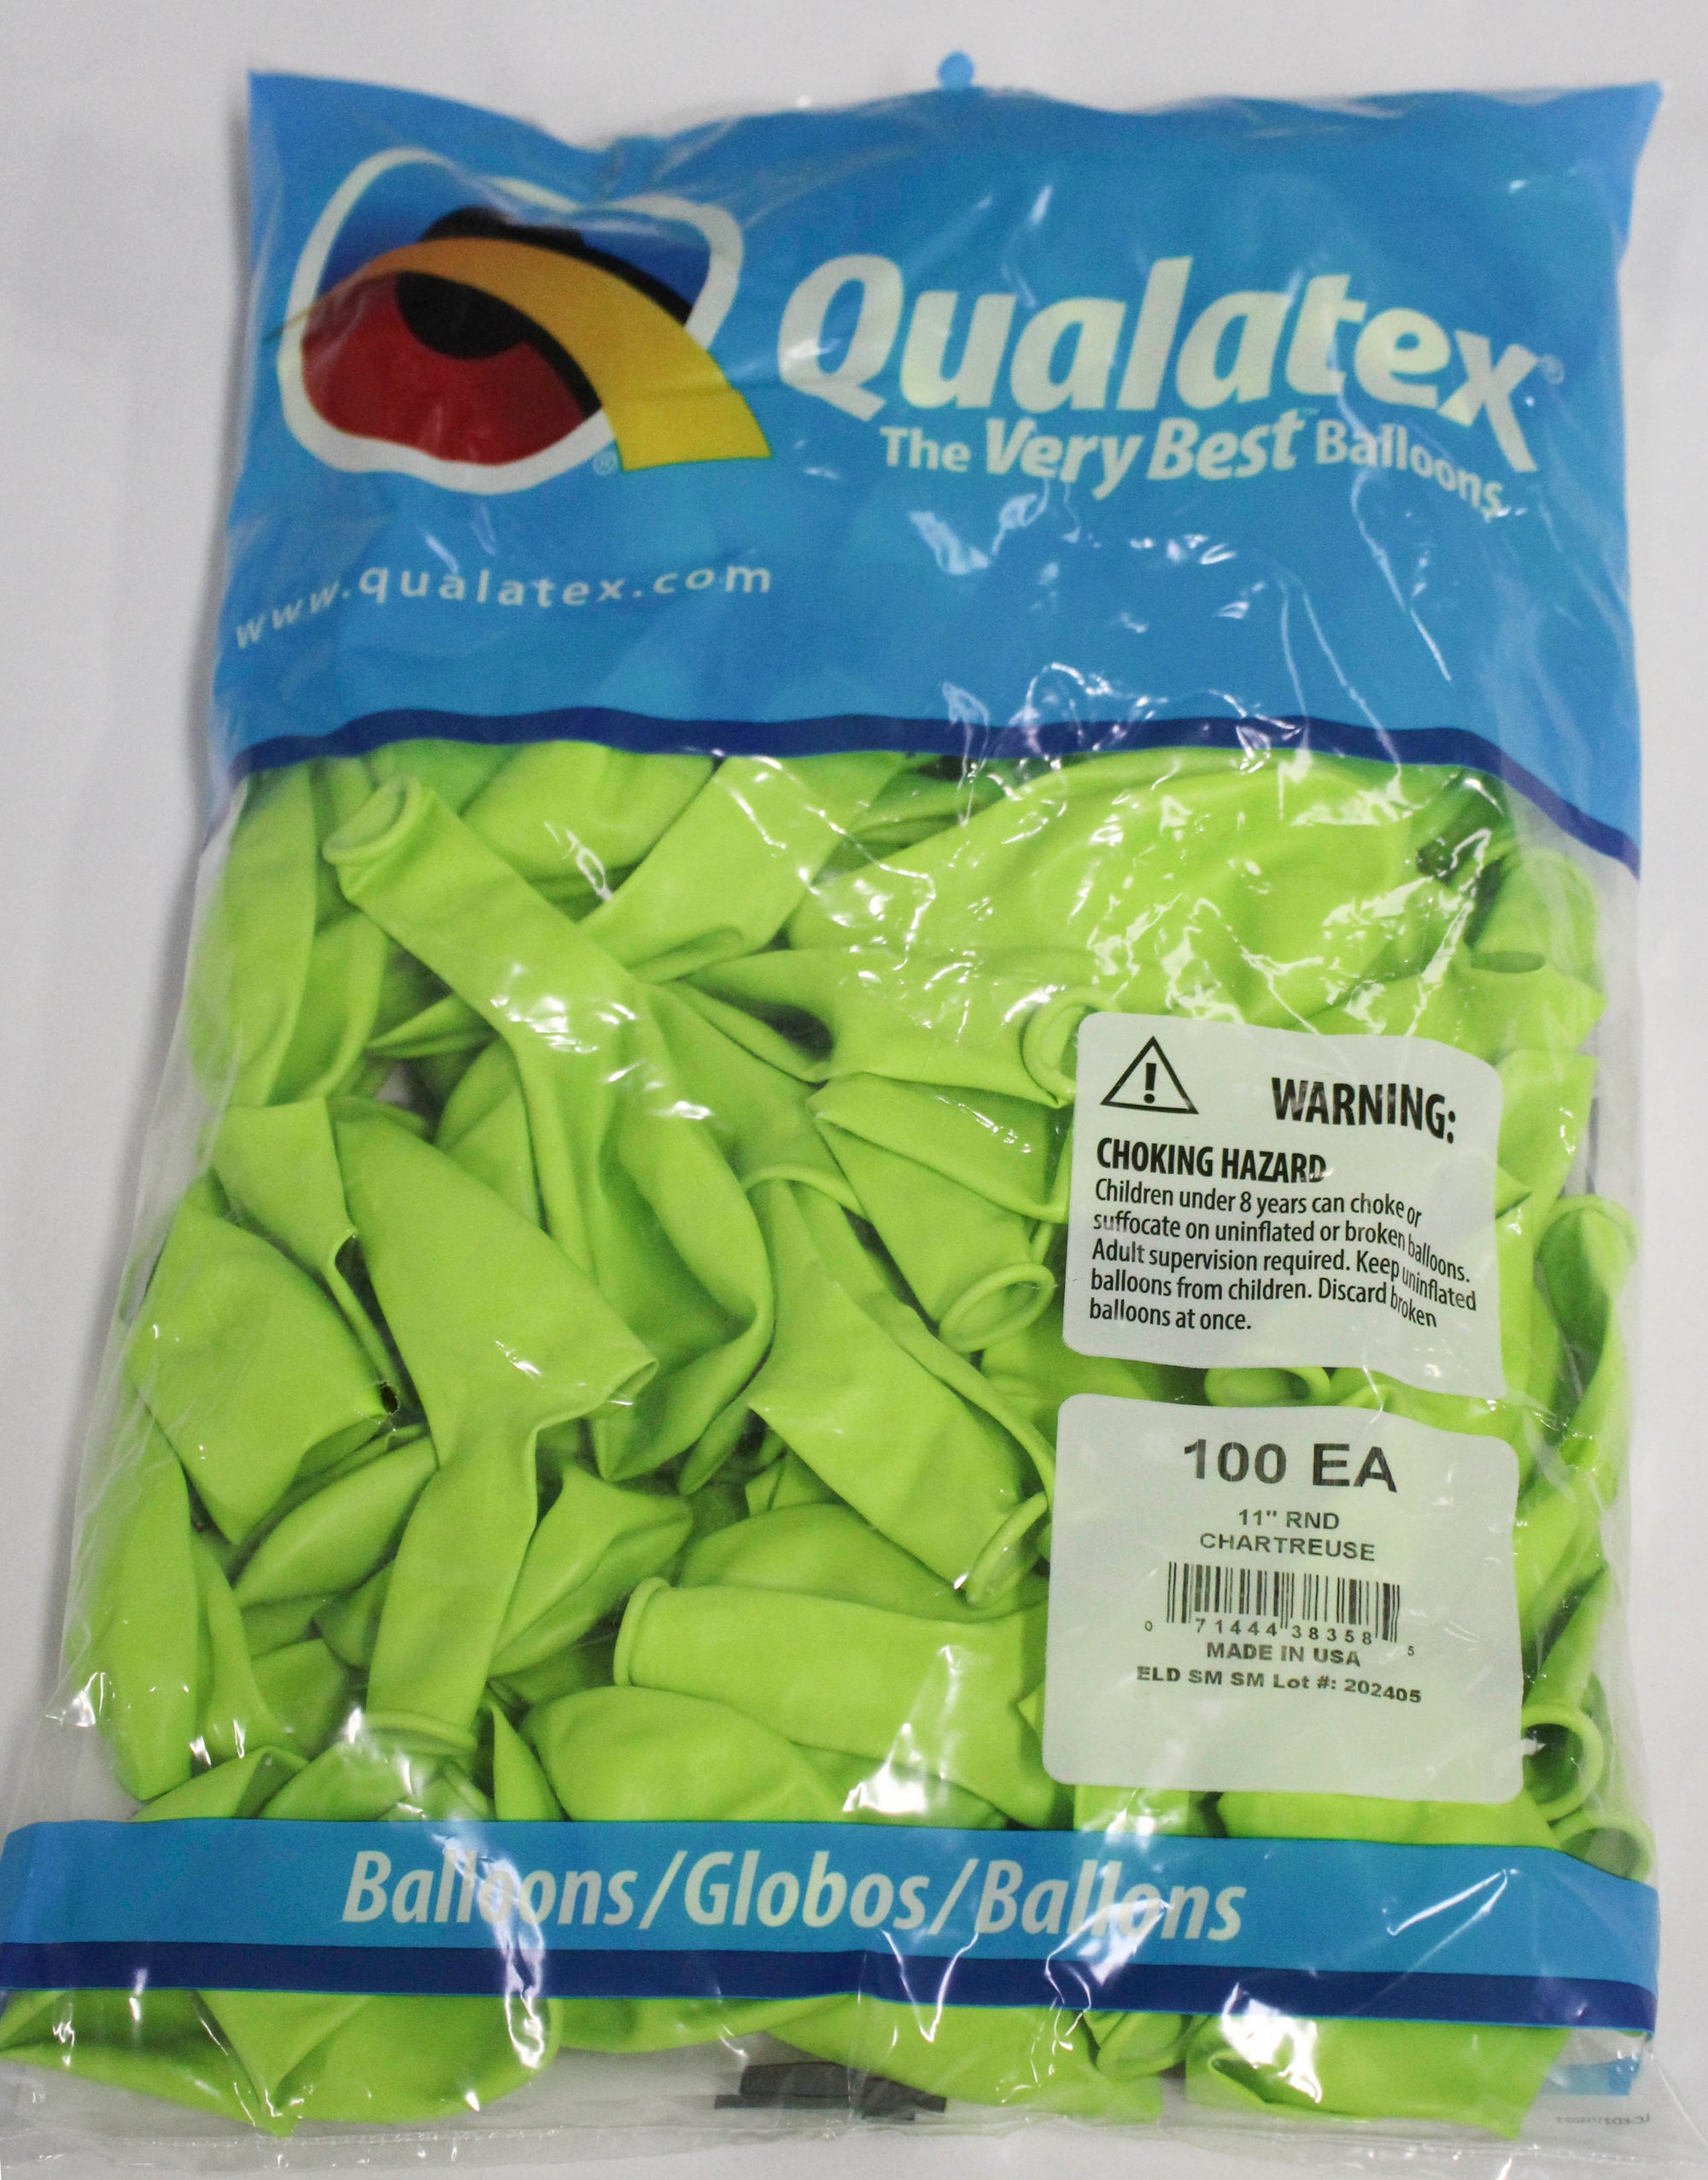 Qualatex®
The Very Best™ Balloons
®
www.qualatex.com
WARNING:
CHOKING HAZARD
Children under 8 years can choke or
suffocate on uninflated or broken balloons.
Adult supervision required. Keep uninflated
balloons from children. Discard broken
balloons at once.
100 EA
11" RND
CHARTREUSE
0 71444 38358 5
MADE IN USA
ELD SM SM Lot #: 202405
Balloons/Globos/Ballons